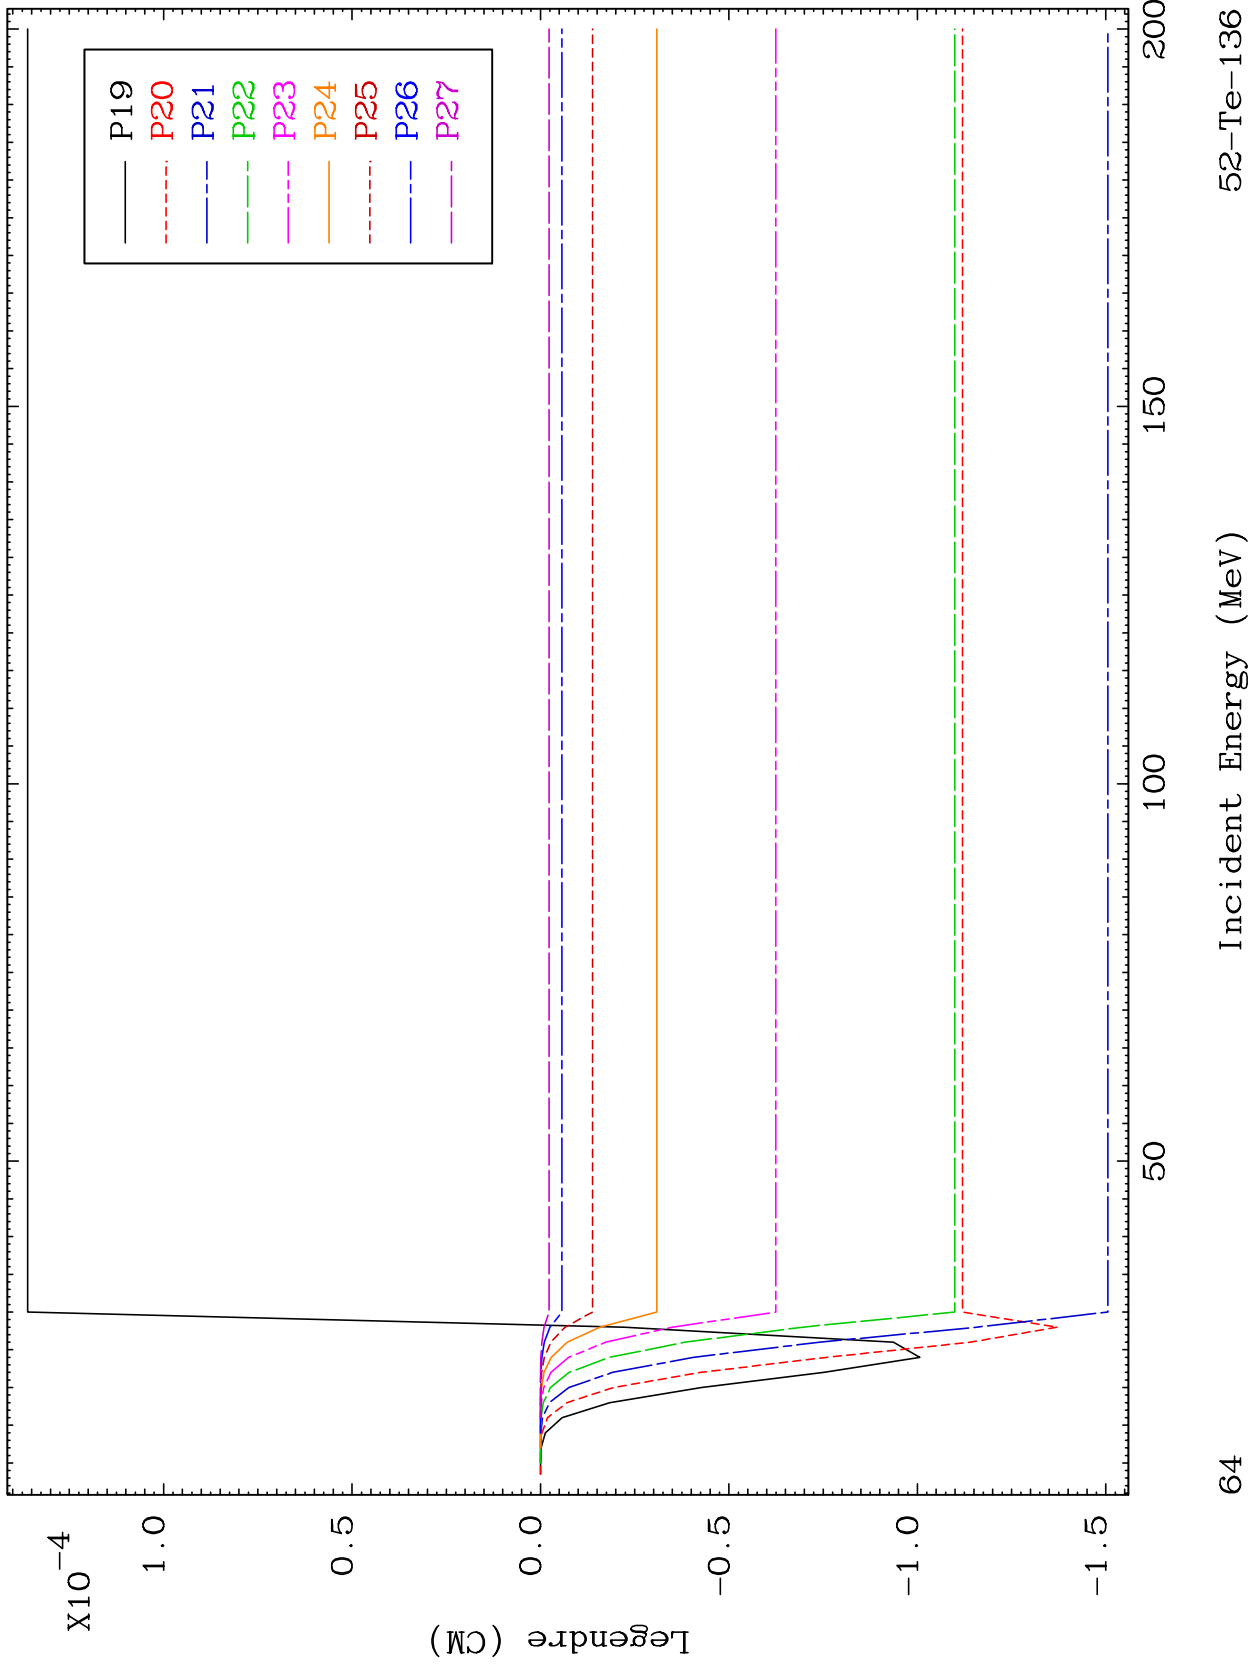 X10-4
1.0
0.5
0.0
-0.5
-1.0
-1.5
Legendre (CM)
P19
P20
P21
P22
P23
P24
P25
P26
P27
50
100
150
200
Incident Energy (MeV)
64
52-Te-136